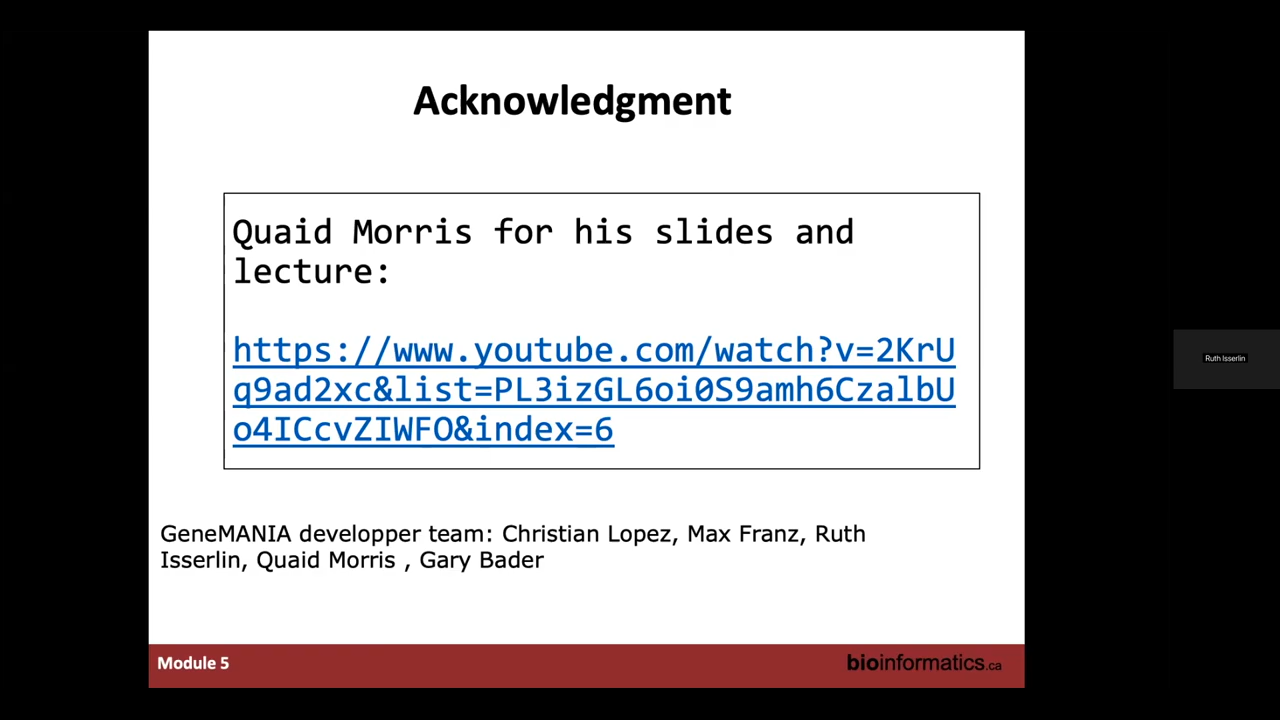 Acknowledgment
Quaid Morris for his slides and
lecture:
https://www.youtube.com/watch?v=2KrU
q9ad2xc&list=PL3izGL6oi0S9amh6CzalbU
o4ICcvZIWFO&index=6
GeneMANIA developper team: Christian Lopez, Max Franz, Ruth
Isserlin, Quaid Morris , Gary Bader
Module 5
bioinformatics.ca
Ruth Isserlin